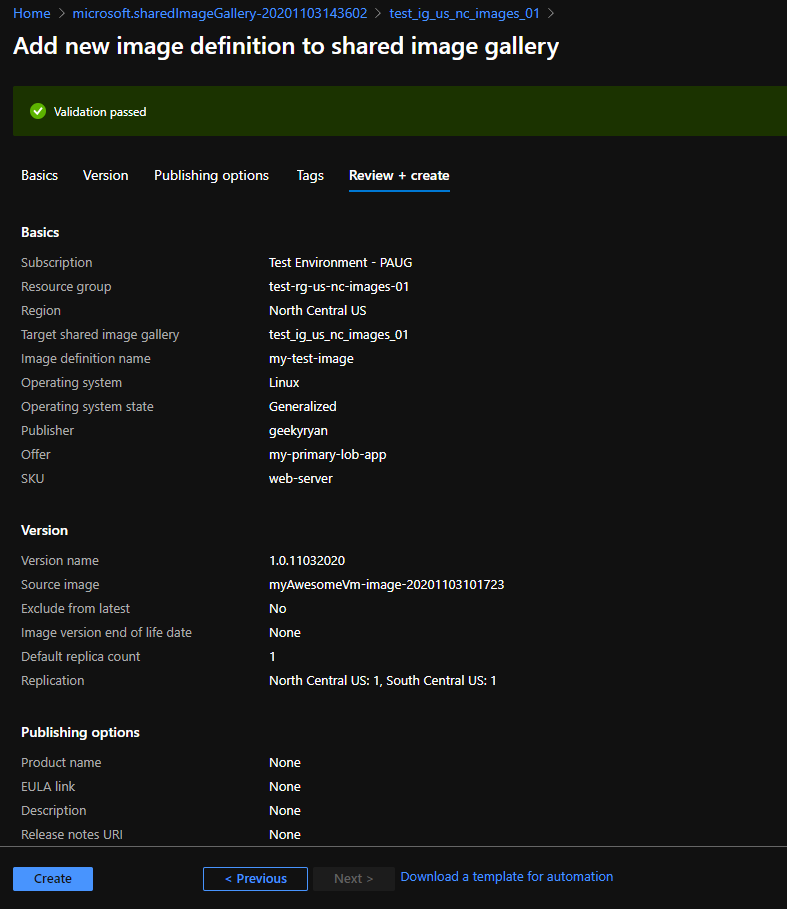 Home > microsoft.sharedImageGallery-20201103143602 > test_ig_us_nc_images_01 >
Add new image definition to shared image gallery
Validation passed
Basics Version Publishing options Tags Review + create
Basics
Subscription Test Environment - PAUG
Resource group test-rg-us-nc-images-01
Region North Central US
Target shared image gallery test_ig_us_nc_images_01
Image definition name my-test-image
Operating system Linux
Operating system state Generalized
Publisher geekyryan
Offer my-primary-lob-app
SKU web-server
Version
Version name 1.0.11032020
Source image myAwesomeVm-image-20201103101723
Exclude from latest No
Image version end of life date None
Default replica count 1
Replication North Central US: 1, South Central US: 1
Publishing options
Product name None
EULA link None
Description None
Release notes URI None
Create < Previous Next > Download a template for automation